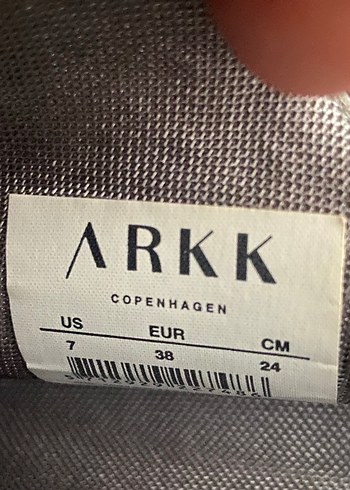 ARKK
COPENHAGEN
US EUR CM
7 38 24